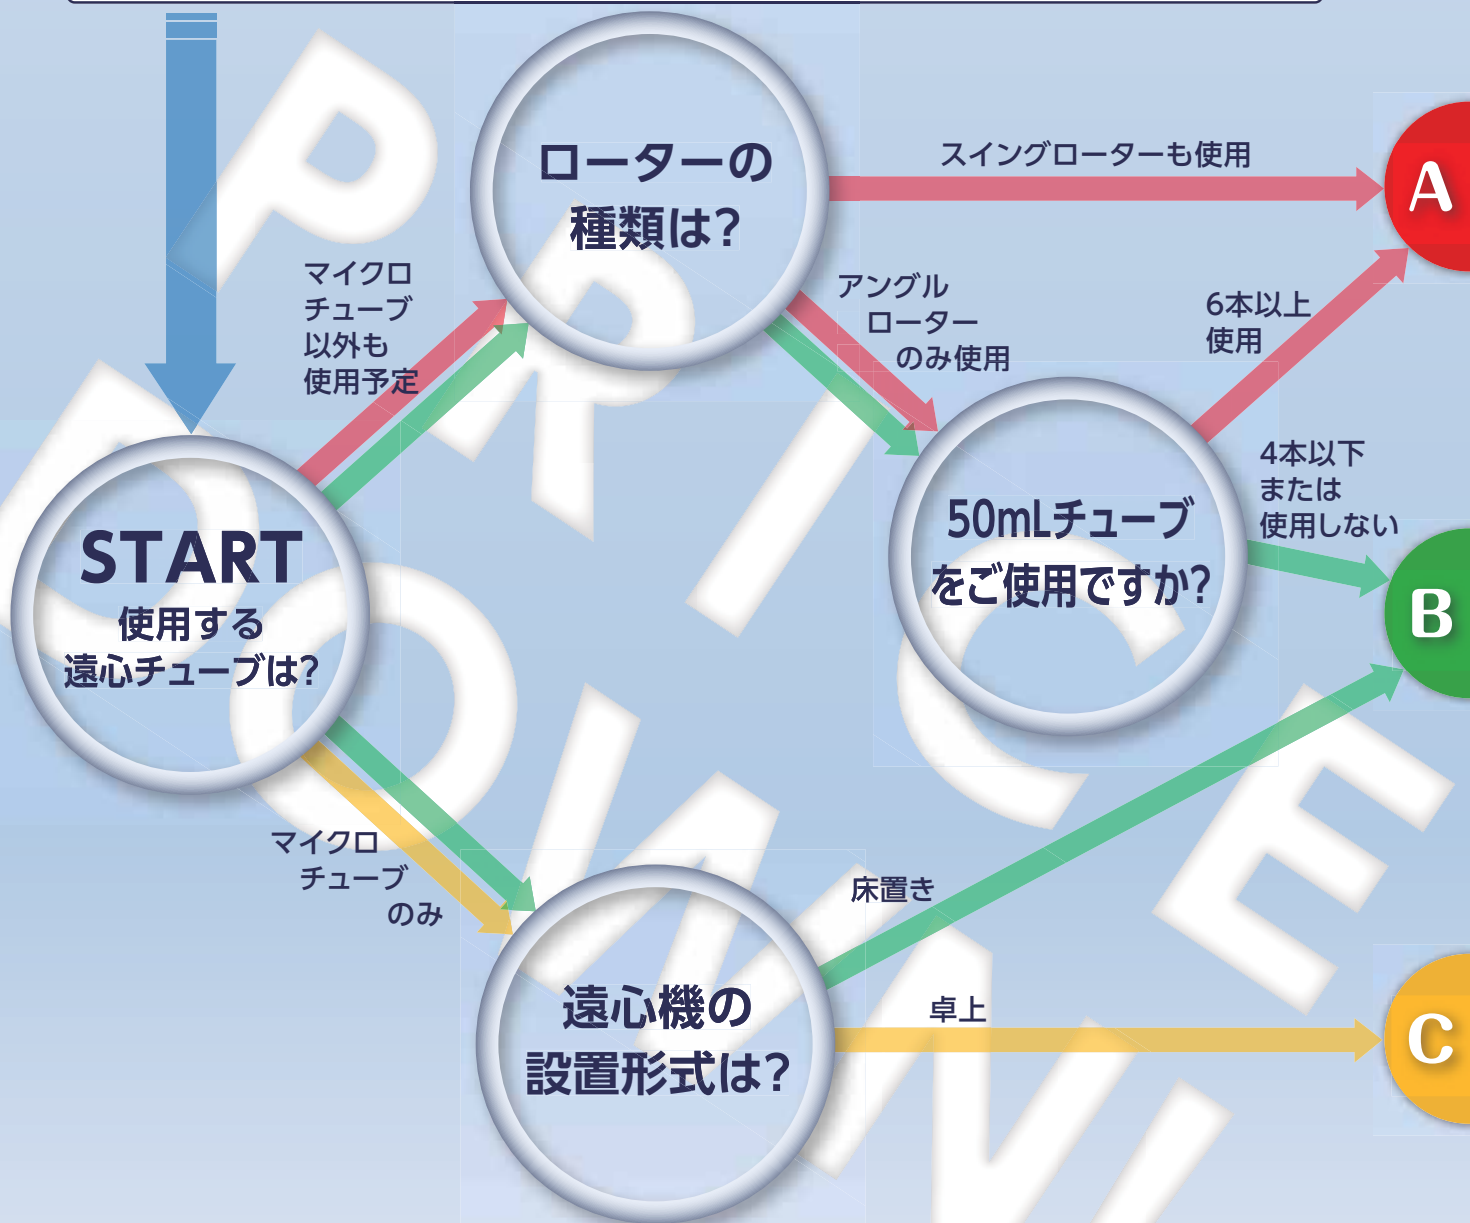 ローターの
種類は?
スイングローターも使用
A
マイクロ
チューブ
以外も
使用予定
アングル
ローター
のみ使用
6本以上
使用
START
使用する
遠心チューブは?
50mLチューブ
をご使用ですか?
4本以下
または
使用しない
B
マイクロ
チューブ
のみ
床置き
遠心機の
設置形式は?
卓上
C
PRICE
DOWN!